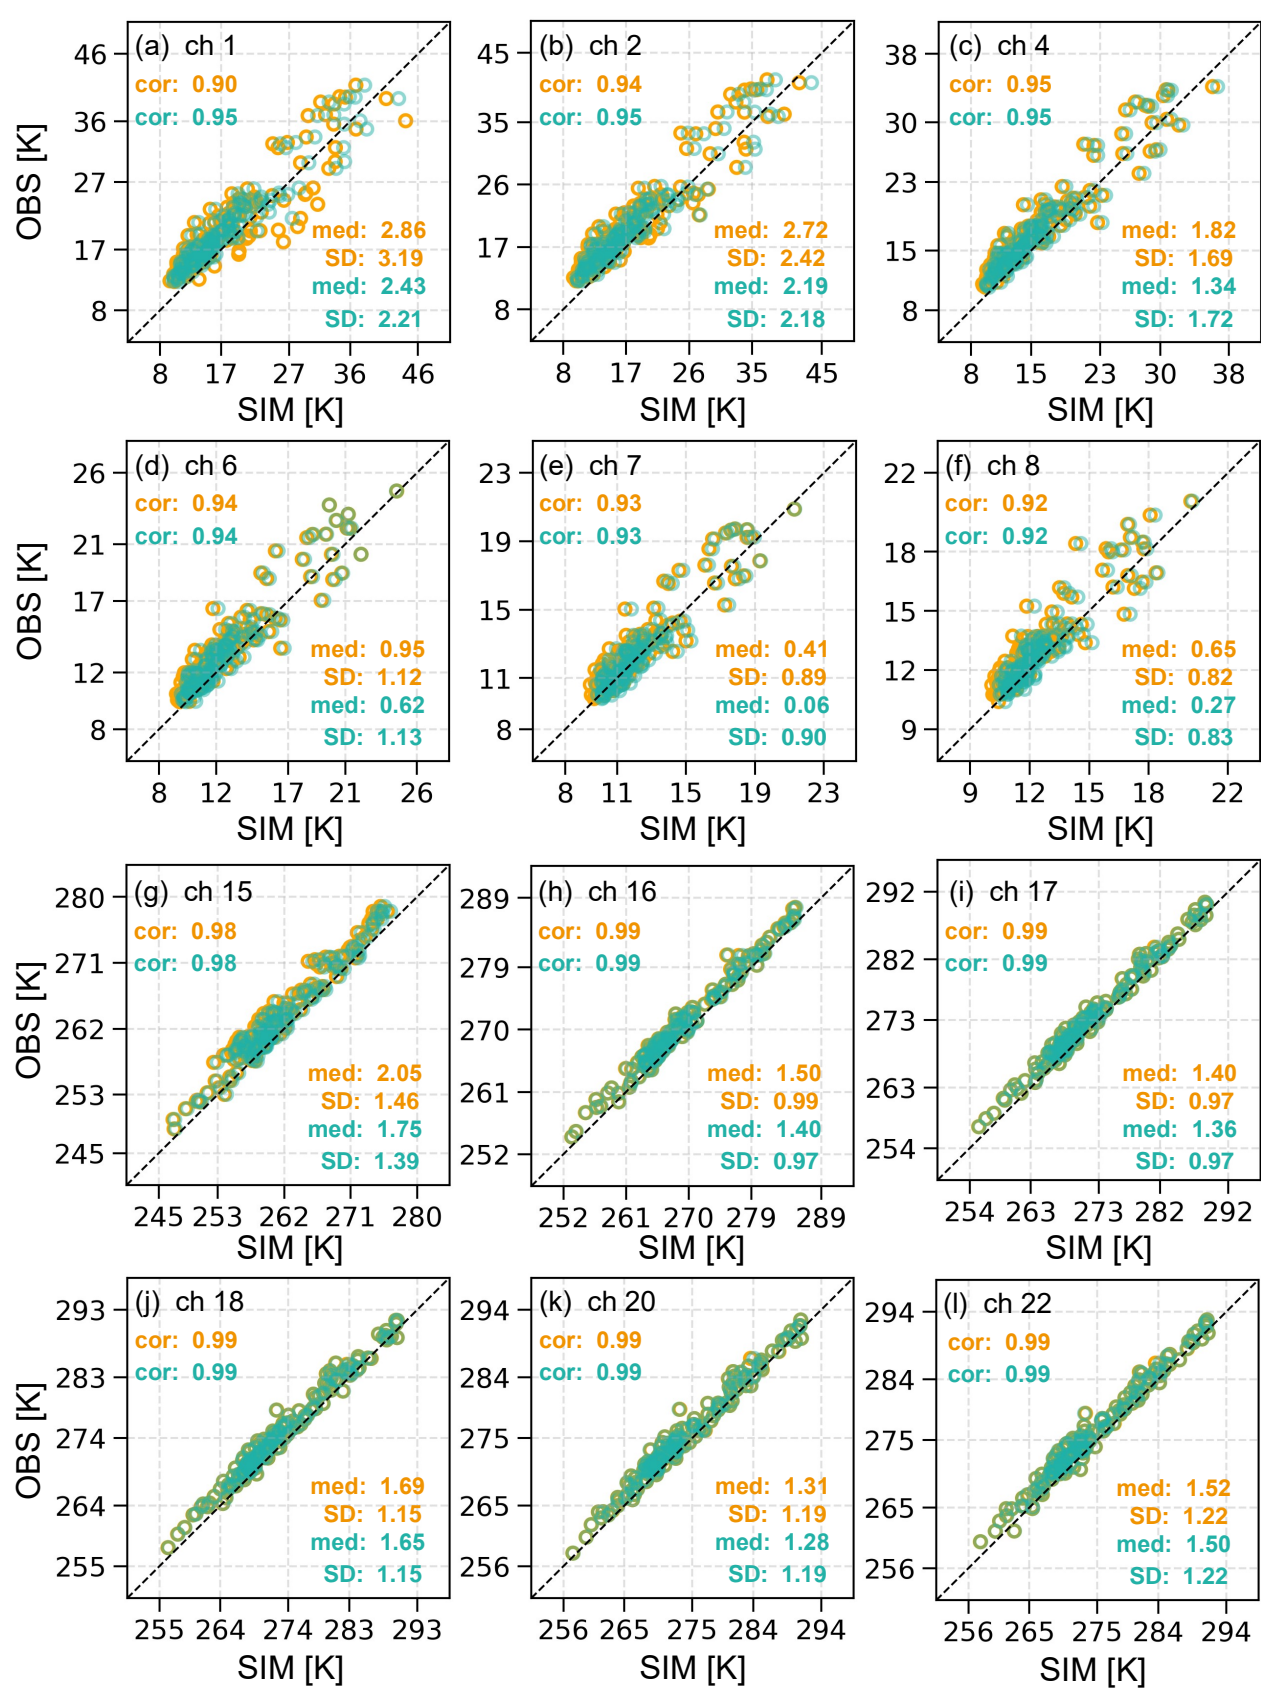 (a) ch 1
cor: 0.90
cor: 0.95
med: 2.86
SD: 3.19
med: 2.43
SD: 2.21
46
36
27
17
8
8 17 27 36 46
OBS [K]
SIM [K]
(b) ch 2
cor: 0.94
cor: 0.95
med: 2.72
SD: 2.42
med: 2.19
SD: 2.18
45
35
26
17
8
8 17 26 35 45
SIM [K]
(c) ch 4
cor: 0.95
cor: 0.95
med: 1.82
SD: 1.69
med: 1.34
SD: 1.72
38
30
23
15
8
8 15 23 30 38
SIM [K]
(d) ch 6
cor: 0.94
cor: 0.94
med: 0.95
SD: 1.12
med: 0.62
SD: 1.13
26
21
17
12
8
8 12 17 21 26
OBS [K]
SIM [K]
(e) ch 7
cor: 0.93
cor: 0.93
med: 0.41
SD: 0.89
med: 0.06
SD: 0.90
23
19
15
11
8
8 11 15 19 23
SIM [K]
(f) ch 8
cor: 0.92
cor: 0.92
med: 0.65
SD: 0.82
med: 0.27
SD: 0.83
22
18
15
12
9
9 12 15 18 22
SIM [K]
(g) ch 15
cor: 0.98
cor: 0.98
med: 2.05
SD: 1.46
med: 1.75
SD: 1.39
280
271
262
253
245
245 253 262 271 280
OBS [K]
SIM [K]
(h) ch 16
cor: 0.99
cor: 0.99
med: 1.50
SD: 0.99
med: 1.40
SD: 0.97
289
279
270
261
252
252 261 270 279 289
SIM [K]
(i) ch 17
cor: 0.99
cor: 0.99
med: 1.40
SD: 0.97
med: 1.36
SD: 0.97
292
282
273
263
254
254 263 273 282 292
SIM [K]
(j) ch 18
cor: 0.99
cor: 0.99
med: 1.69
SD: 1.15
med: 1.65
SD: 1.15
293
283
274
264
255
255 264 274 283 293
OBS [K]
SIM [K]
(k) ch 20
cor: 0.99
cor: 0.99
med: 1.31
SD: 1.19
med: 1.28
SD: 1.19
294
284
275
265
256
256 265 275 284 294
SIM [K]
(l) ch 22
cor: 0.99
cor: 0.99
med: 1.52
SD: 1.22
med: 1.50
SD: 1.22
294
284
275
265
256
256 265 275 284 294
SIM [K]